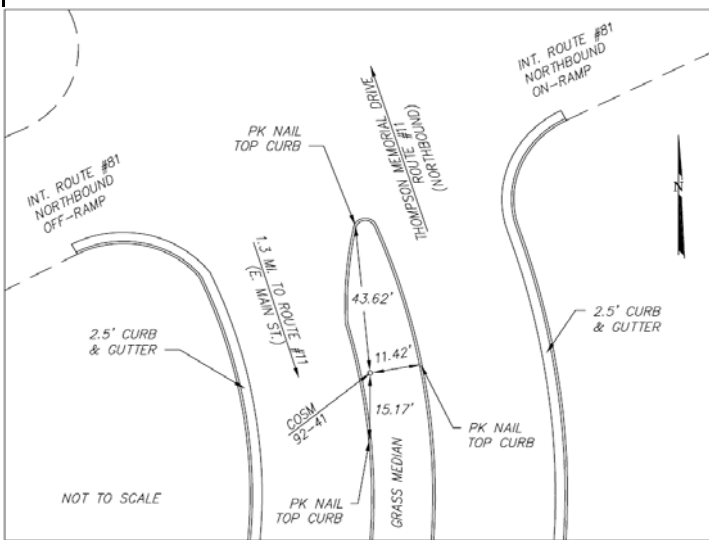 INT. ROUTE #81
NORTHBOUND
ON-RAMP
THOMPSON MEMORIAL DRIVE
ROUTE #11
(NORTHBOUND)
PK NAIL
TOP CURB
INT. ROUTE #81
NORTHBOUND
OFF-RAMP
N
1.3 MI. TO ROUTE #11
(E. MAIN ST.)
43.62'
2.5' CURB
& GUTTER
2.5' CURB
& GUTTER
11.42'
COSM
92-41
15.17'
PK NAIL
TOP CURB
GRASS MEDIAN
NOT TO SCALE
PK NAIL
TOP CURB